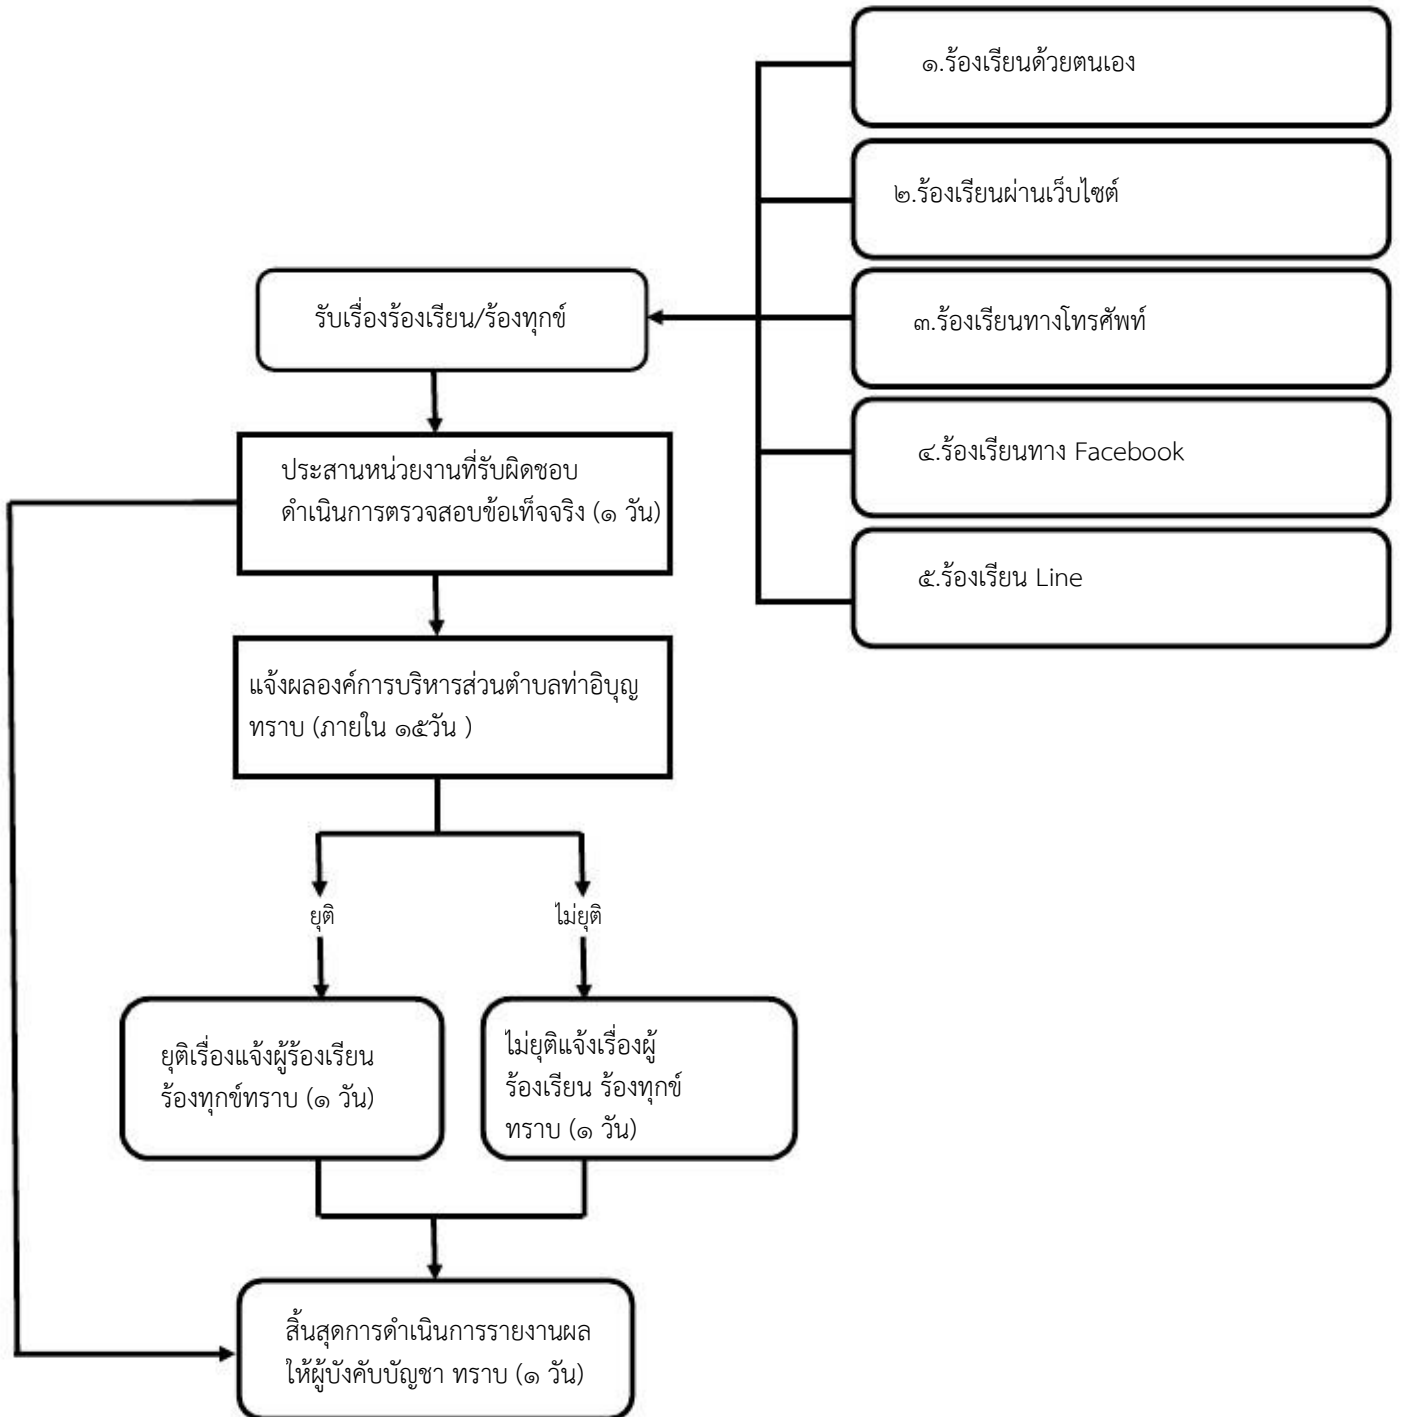 ๑.ร้องเรียนด้วยตนเอง
๒.ร้องเรียนผ่านเว็บไซต์
รับเรื่องร้องเรียน/ร้องทุกข์
๓.ร้องเรียนทางโทรศัพท์
๔.ร้องเรียนทาง Facebook
๕.ร้องเรียน Line
ประสานหน่วยงานที่รับผิดชอบ
ดำเนินการตรวจสอบข้อเท็จจริง (๑ วัน)
แจ้งผลองค์การบริหารส่วนตำบลท่าอิบุญ
ทราบ (ภายใน ๑๕วัน )
ยุติ
ไม่ยุติ
ยุติเรื่องแจ้งผู้ร้องเรียน
ร้องทุกข์ทราบ (๑ วัน)
ไม่ยุติแจ้งเรื่องผู้
ร้องเรียน ร้องทุกข์
ทราบ (๑ วัน)
สิ้นสุดการดำเนินการรายงานผล
ให้ผู้บังคับบัญชา ทราบ (๑ วัน)